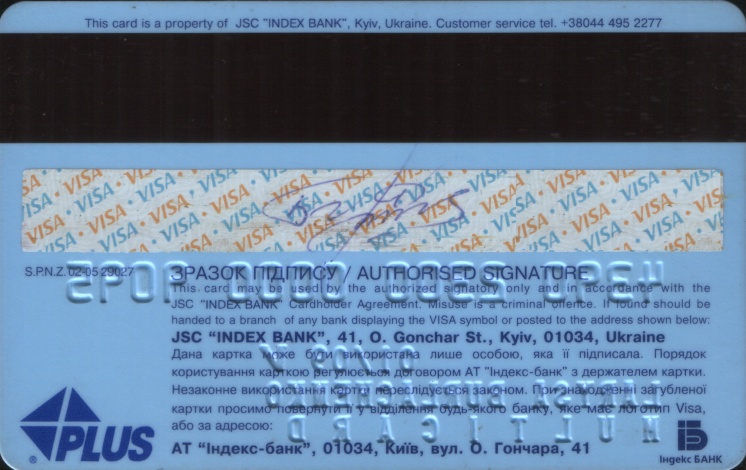 This card is a property of JSC "INDEX BANK", Kyiv, Ukraine. Customer service tel. +38044 495 2277
VISA
S.P.N.Z. 02-05 29027
ЗРАЗОК ПІДПИСУ / AUTHORISED SIGNATURE
This card may be used by the authorized signatory only and in accordance with the
JSC "INDEX BANK" Cardholder Agreement. Misuse is a criminal offence. If found should be
handed to a branch of any bank displaying the VISA symbol or posted to the address shown below:
JSC "INDEX BANK", 41, O. Gonchar St., Kyiv, 01034, Ukraine
Дана картка може бути використана лише особою, яка її підписала. Порядок
користування карткою регулюється договором АТ "Індекс-банк" з держателем картки.
Незаконне використання картки переслідується законом. При знаходженні загубленої
картки просимо повернути її у відділення будь-якого банку, яке має логотип Visa,
або за адресою:
АТ "Індекс-банк", 01034, Київ, вул. О. Гончара, 41
PLUS
Індекс БАНК